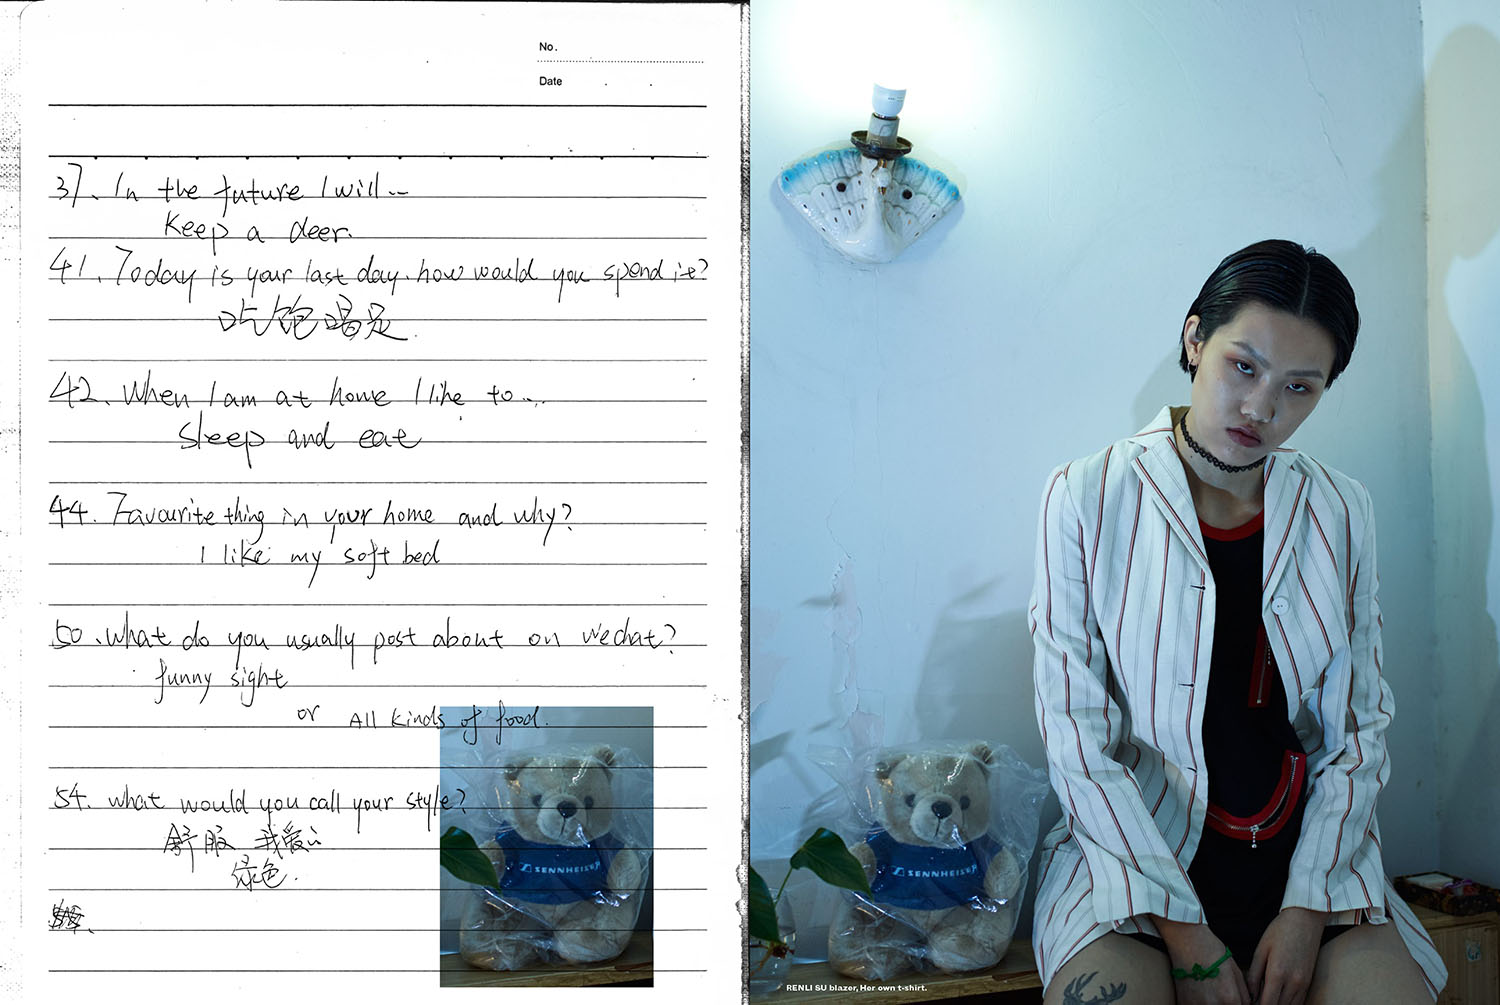 No.
Date
37. In the future I will...
Keep a deer.
41. Today is your last day. how would you spend it?
吃饱喝足.
42. When I am at home I like to....
Sleep and eat
44. Favourite thing in your home and why?
I like my soft bed
50. What do you usually post about on Wechat?
funny sight
or All kinds of food.
54. what would you call your style?
舒服 我爱
绿色.
SENNHEISER
SENNHEISER
RENLI SU blazer, Her own t-shirt.